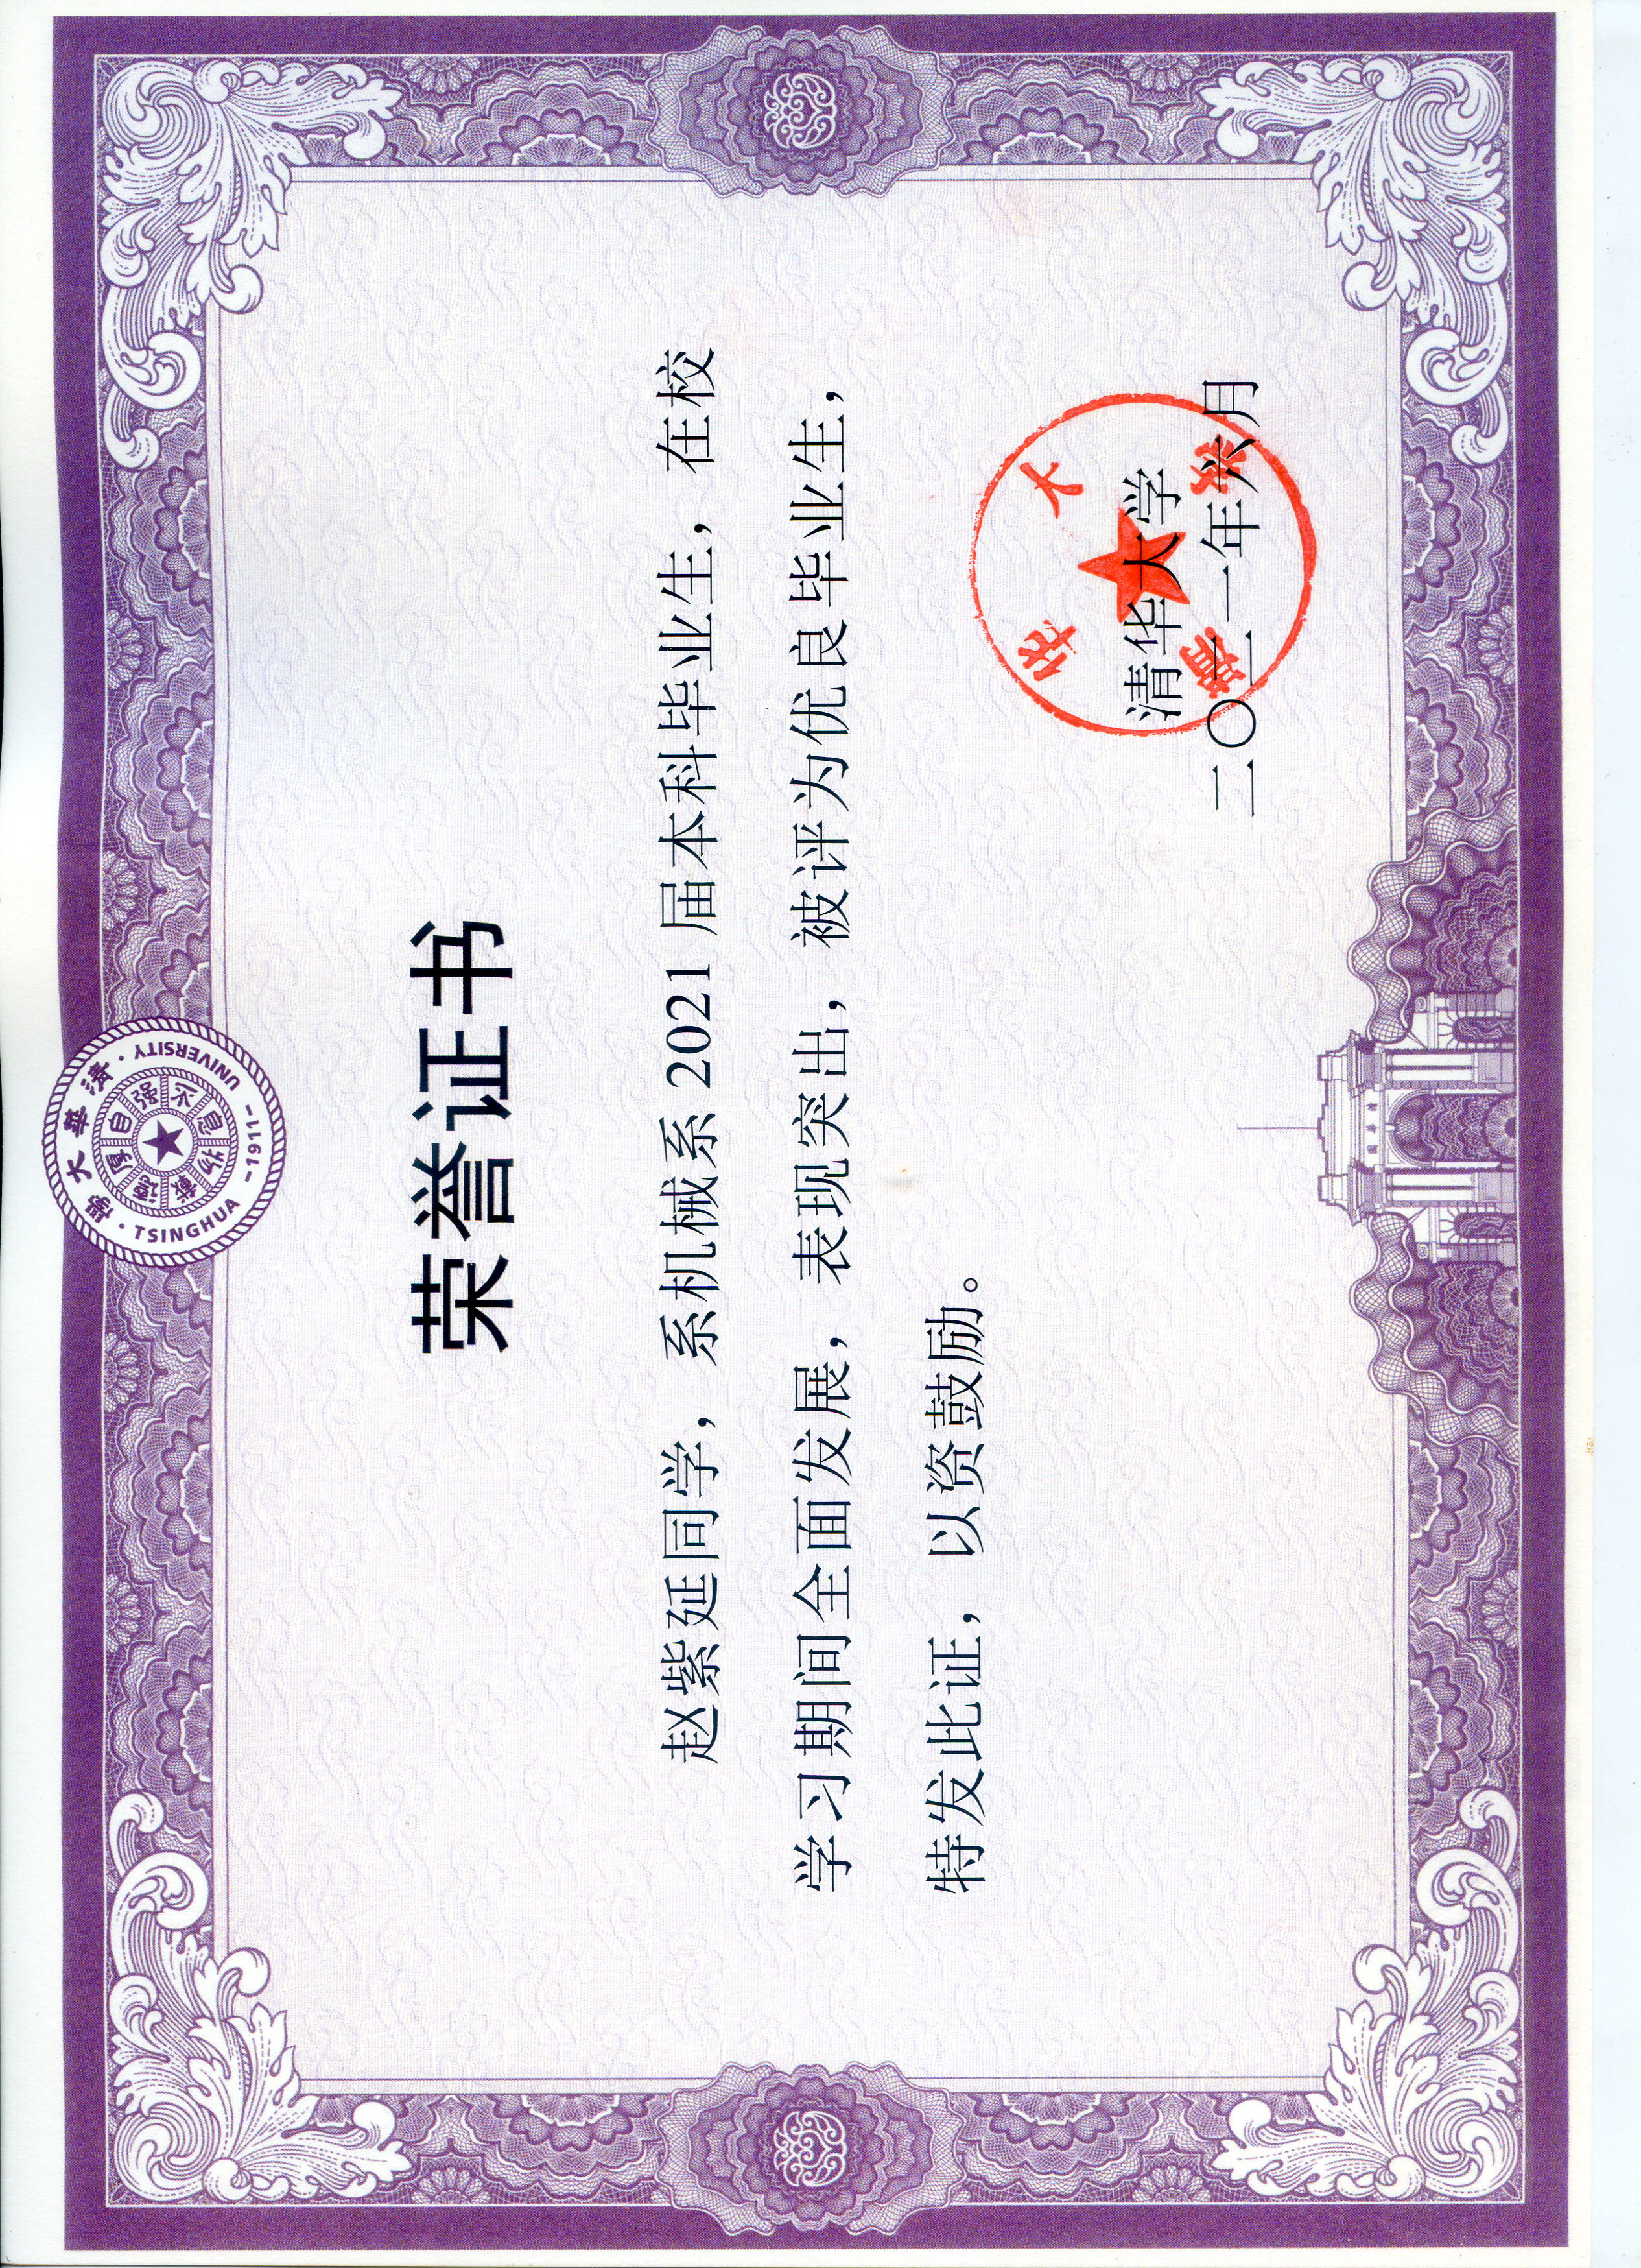 清華大學
自强不息厚德載物
TSINGHUA UNIVERSITY
-1911-
荣誉证书
赵紫延同学，系机械系 2021 届本科毕业生，在校
学习期间全面发展，表现突出，被评为优良毕业生，
特发此证，以资鼓励。
清华大学
清华大学
二〇二一年六月
清華園